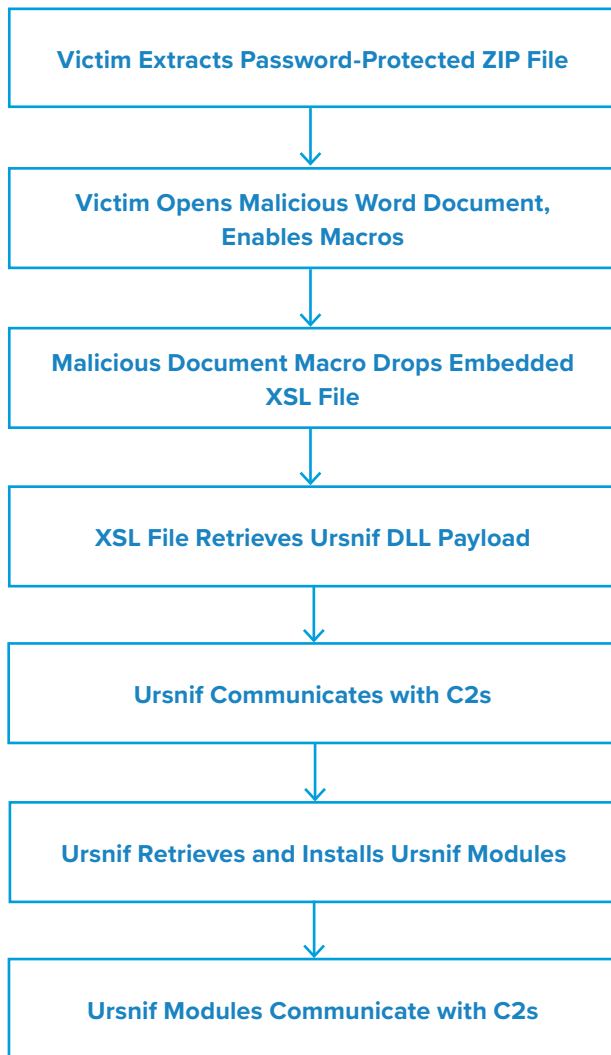 Victim Extracts Password-Protected ZIP File
Victim Opens Malicious Word Document,
Enables Macros
Malicious Document Macro Drops Embedded
XSL File
XSL File Retrieves Ursnif DLL Payload
Ursnif Communicates with C2s
Ursnif Retrieves and Installs Ursnif Modules
Ursnif Modules Communicate with C2s